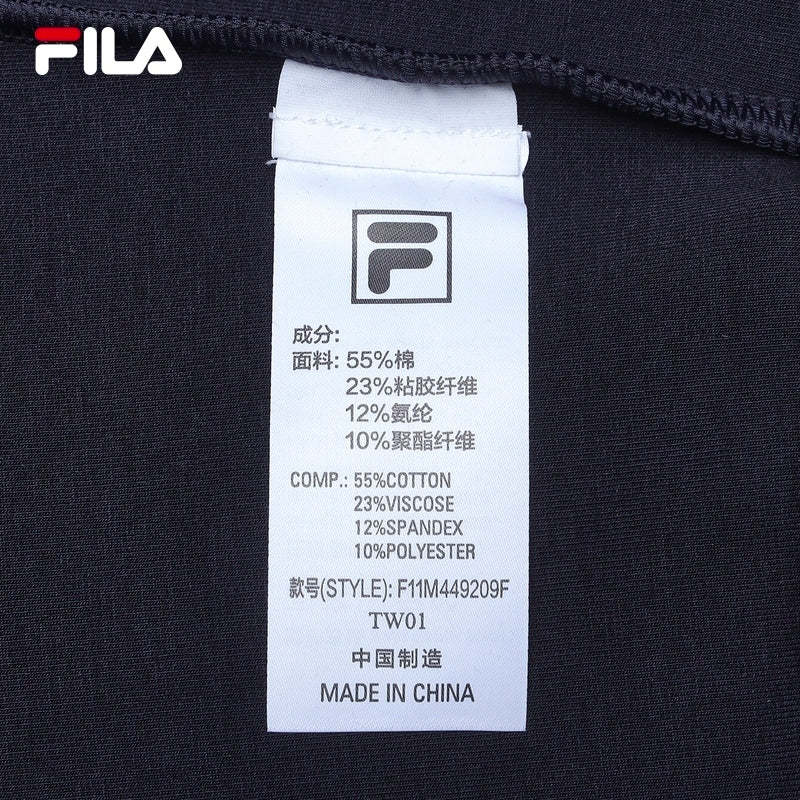 FILA
成分:
面料: 55%棉
23%粘胶纤维
12%氨纶
10%聚酯纤维
COMP.: 55%COTTON
23%VISCOSE
12%SPANDEX
10%POLYESTER
款号(STYLE): F11M449209F
TW01
中国制造
MADE IN CHINA